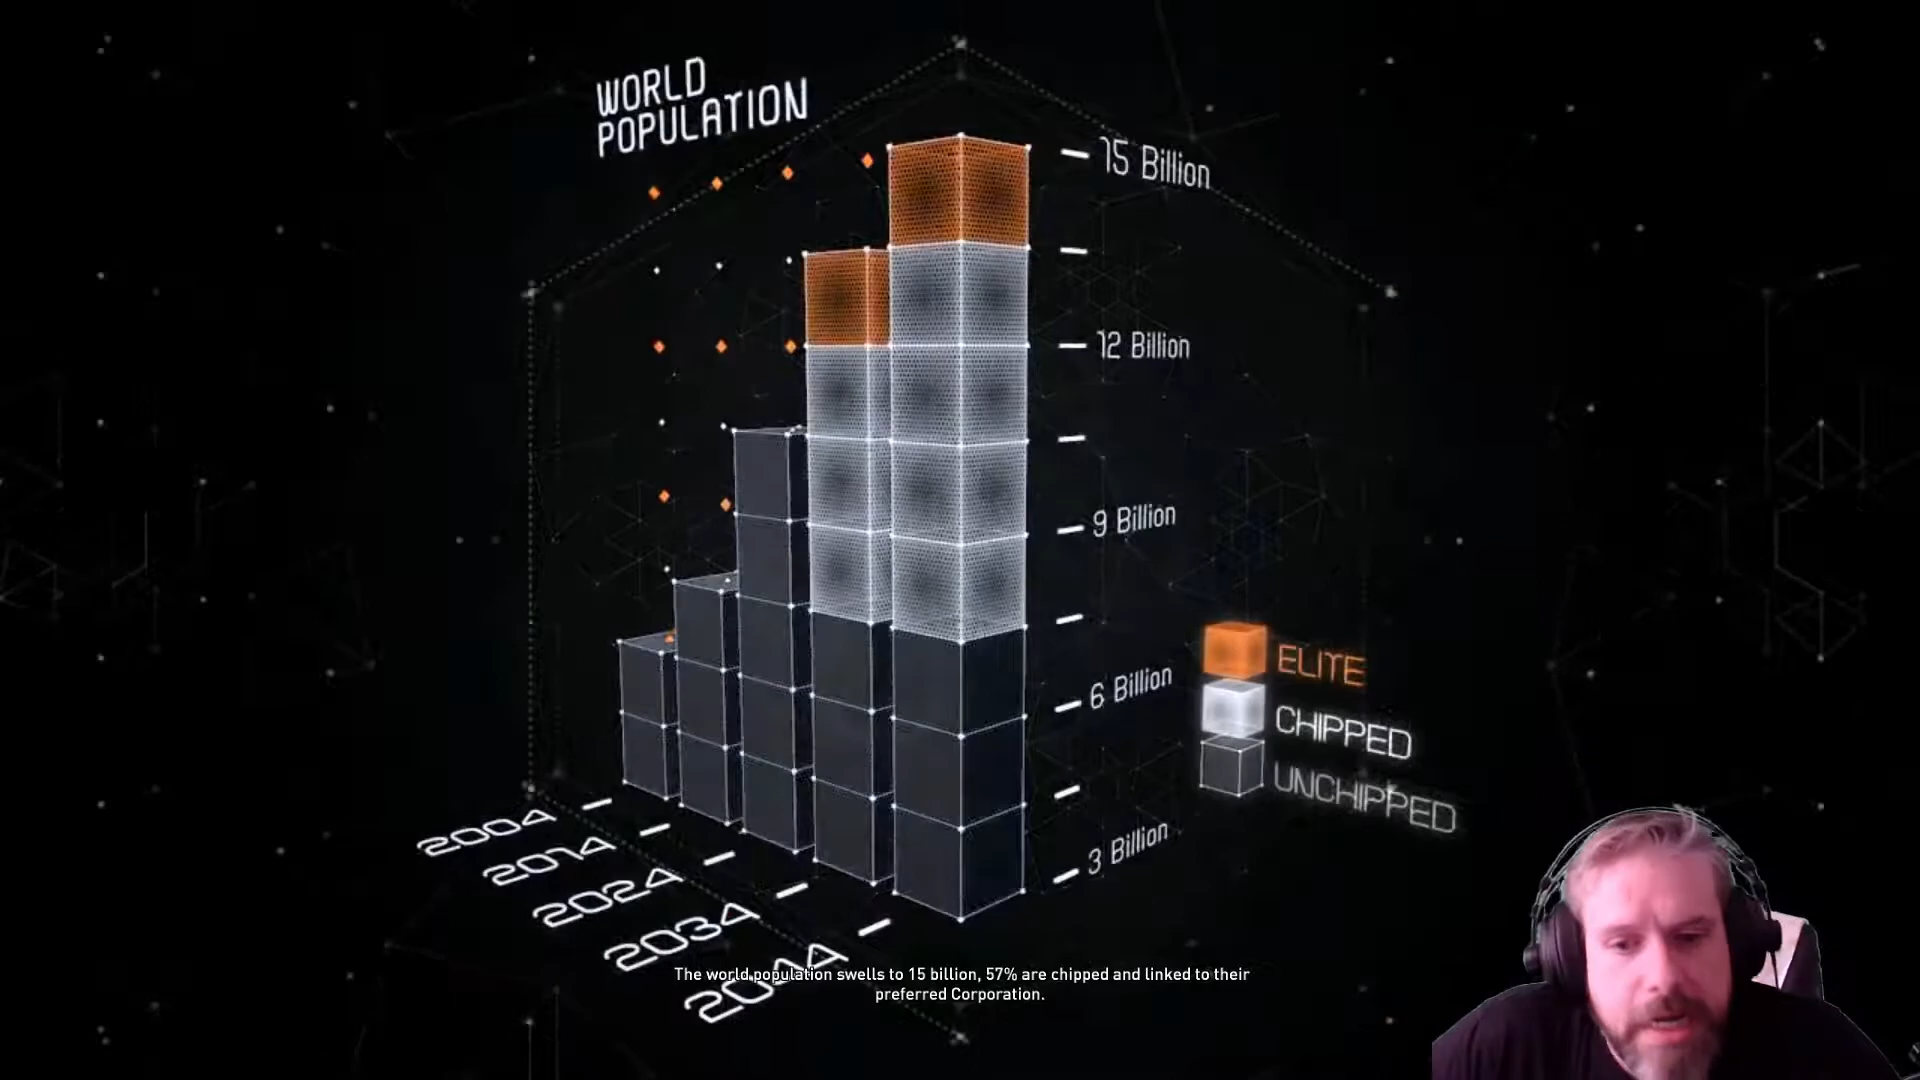 WORLD
POPULATION
15 Billion
12 Billion
9 Billion
6 Billion
3 Billion
ELITE
CHIPPED
UNCHIPPED
2004
2014
2024
2034
2044
The world population swells to 15 billion, 57% are chipped and linked to their
preferred Corporation.